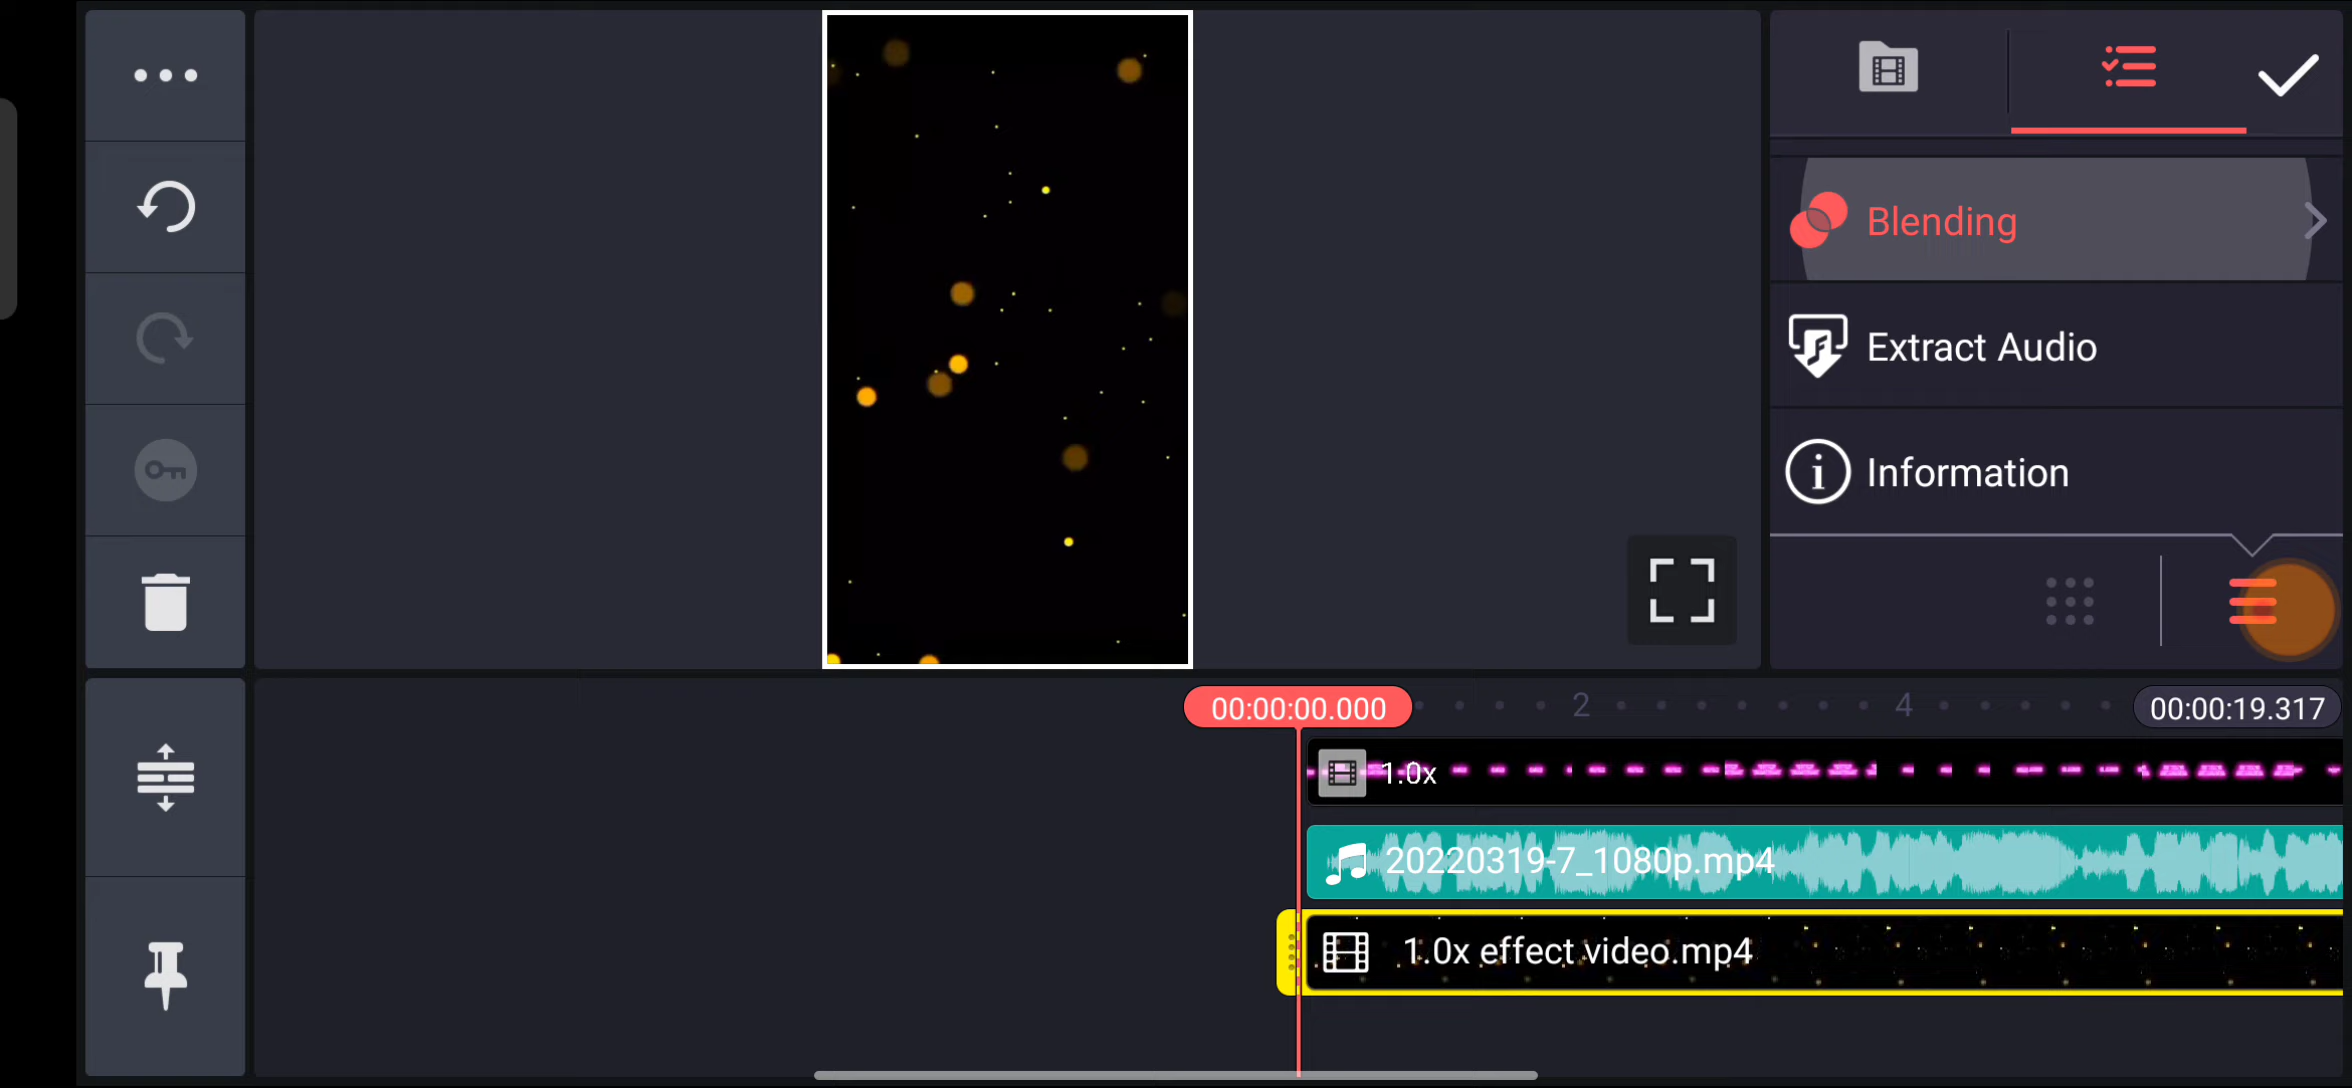 Blending
Extract Audio
Information
00:00:00.000
2
4
00:00:19.317
1.0x
20220319-7_1080p.mp4
1.0x effect video.mp4